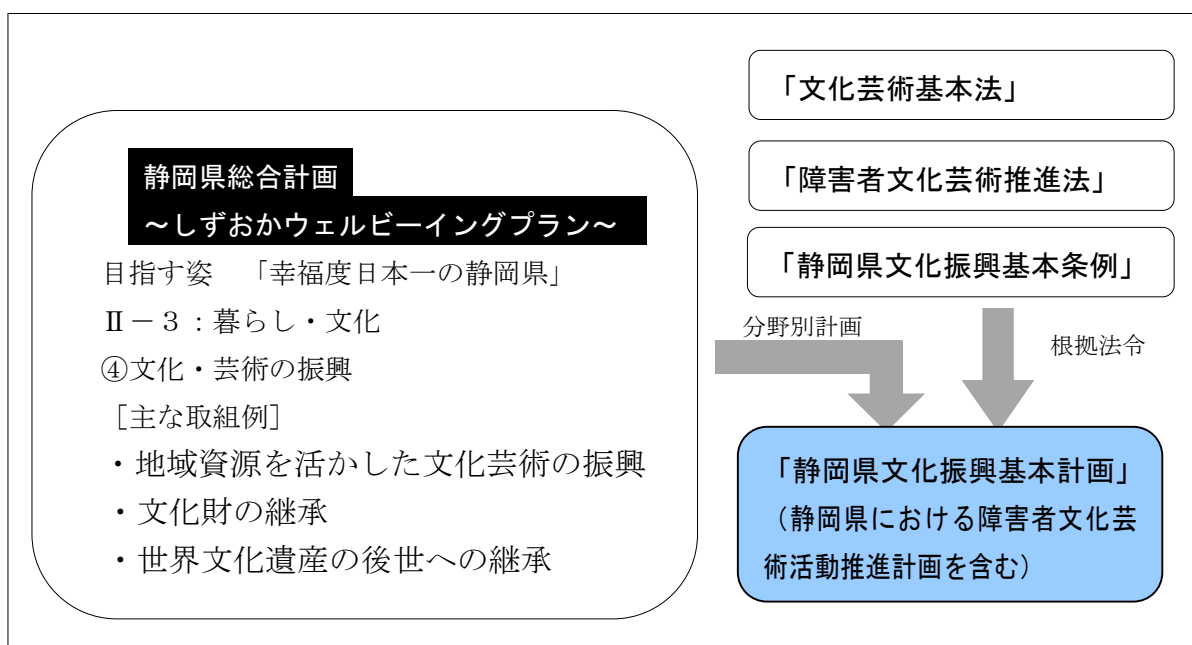 静岡県総合計画
～しずおかウェルビーイングプラン～
目指す姿　「幸福度日本一の静岡県」
Ⅱ－３：暮らし・文化
④文化・芸術の振興
［主な取組例］
・地域資源を活かした文化芸術の振興
・文化財の継承
・世界文化遺産の後世への継承
「文化芸術基本法」
「障害者文化芸術推進法」
「静岡県文化振興基本条例」
分野別計画
根拠法令
「静岡県文化振興基本計画」
（静岡県における障害者文化芸
術活動推進計画を含む）